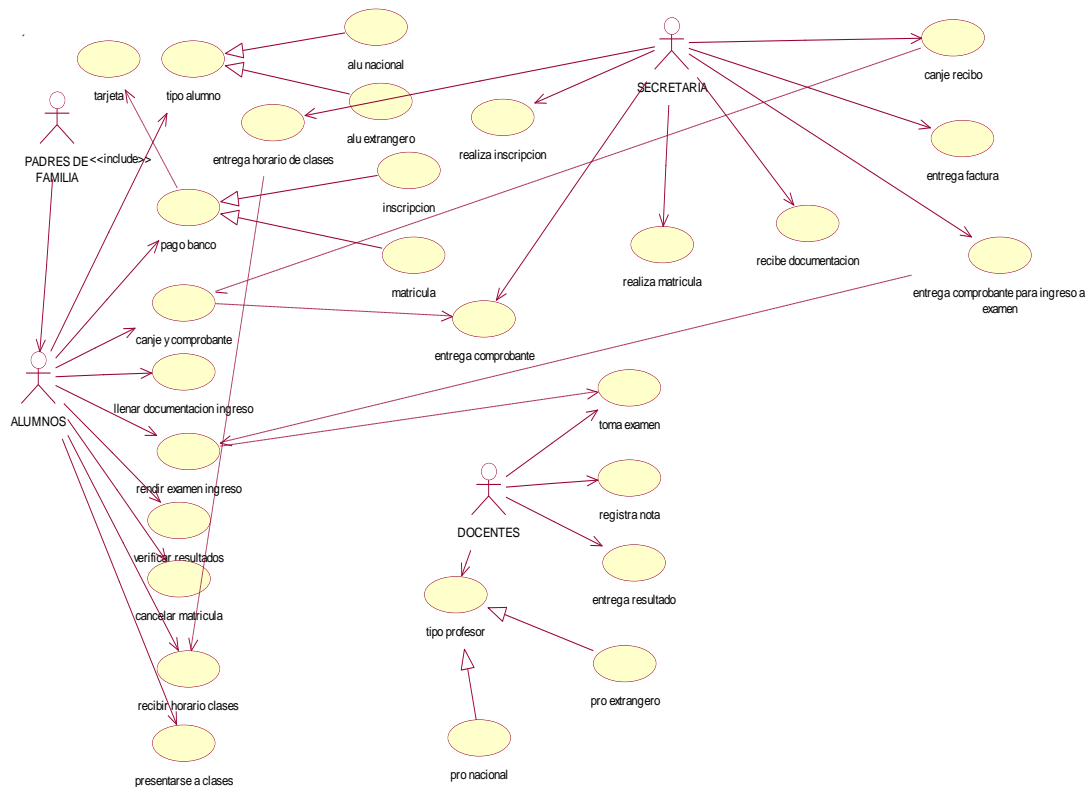 alu nacional
canje recibo
SECRETARIA
tarjeta
tipo alumno
alu extrangero
realiza inscripcion
entrega horario de clases
PADRES DE
FAMILIA
<<include>>
entrega factura
inscripcion
pago banco
recibe documentacion
realiza matricula
matricula
entrega comprobante para ingreso a
examen
canje y comprobante
entrega comprobante
llenar documentacion ingreso
ALUMNOS
toma examen
rendir examen ingreso
registra nota
DOCENTES
verificar resultados
entrega resultado
cancelar matricula
tipo profesor
recibir horario clases
pro extrangero
pro nacional
presentarse a clases